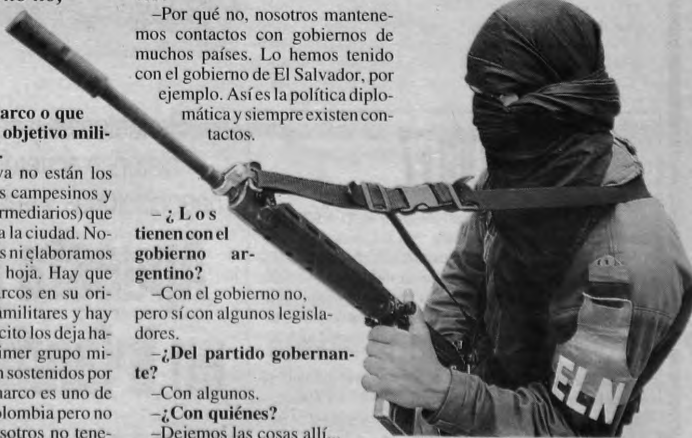 arco o que
objetivo mili-
va no están los
s campesinos y
ermediarios) que
a la ciudad. No-
s ni elaboramos
hoja. Hay que
rcos en su ori-
amilitares y hay
cito los deja ha-
imer grupo mi-
n sostenidos por
narco es uno de
olombia pero no
sotros no tene-
–Por qué no, nosotros mantene-
mos contactos con gobiernos de
muchos países. Lo hemos tenido
con el gobierno de El Salvador, por
ejemplo. Así es la política diplo-
mática y siempre existen con-
tactos.
–¿Los
tienen con el
gobierno ar-
gentino?
–Con el gobierno no,
pero sí con algunos legisla-
dores.
–¿Del partido gobernan-
te?
–Con algunos.
–¿Con quiénes?
–Dejemos las cosas allí...
ELN